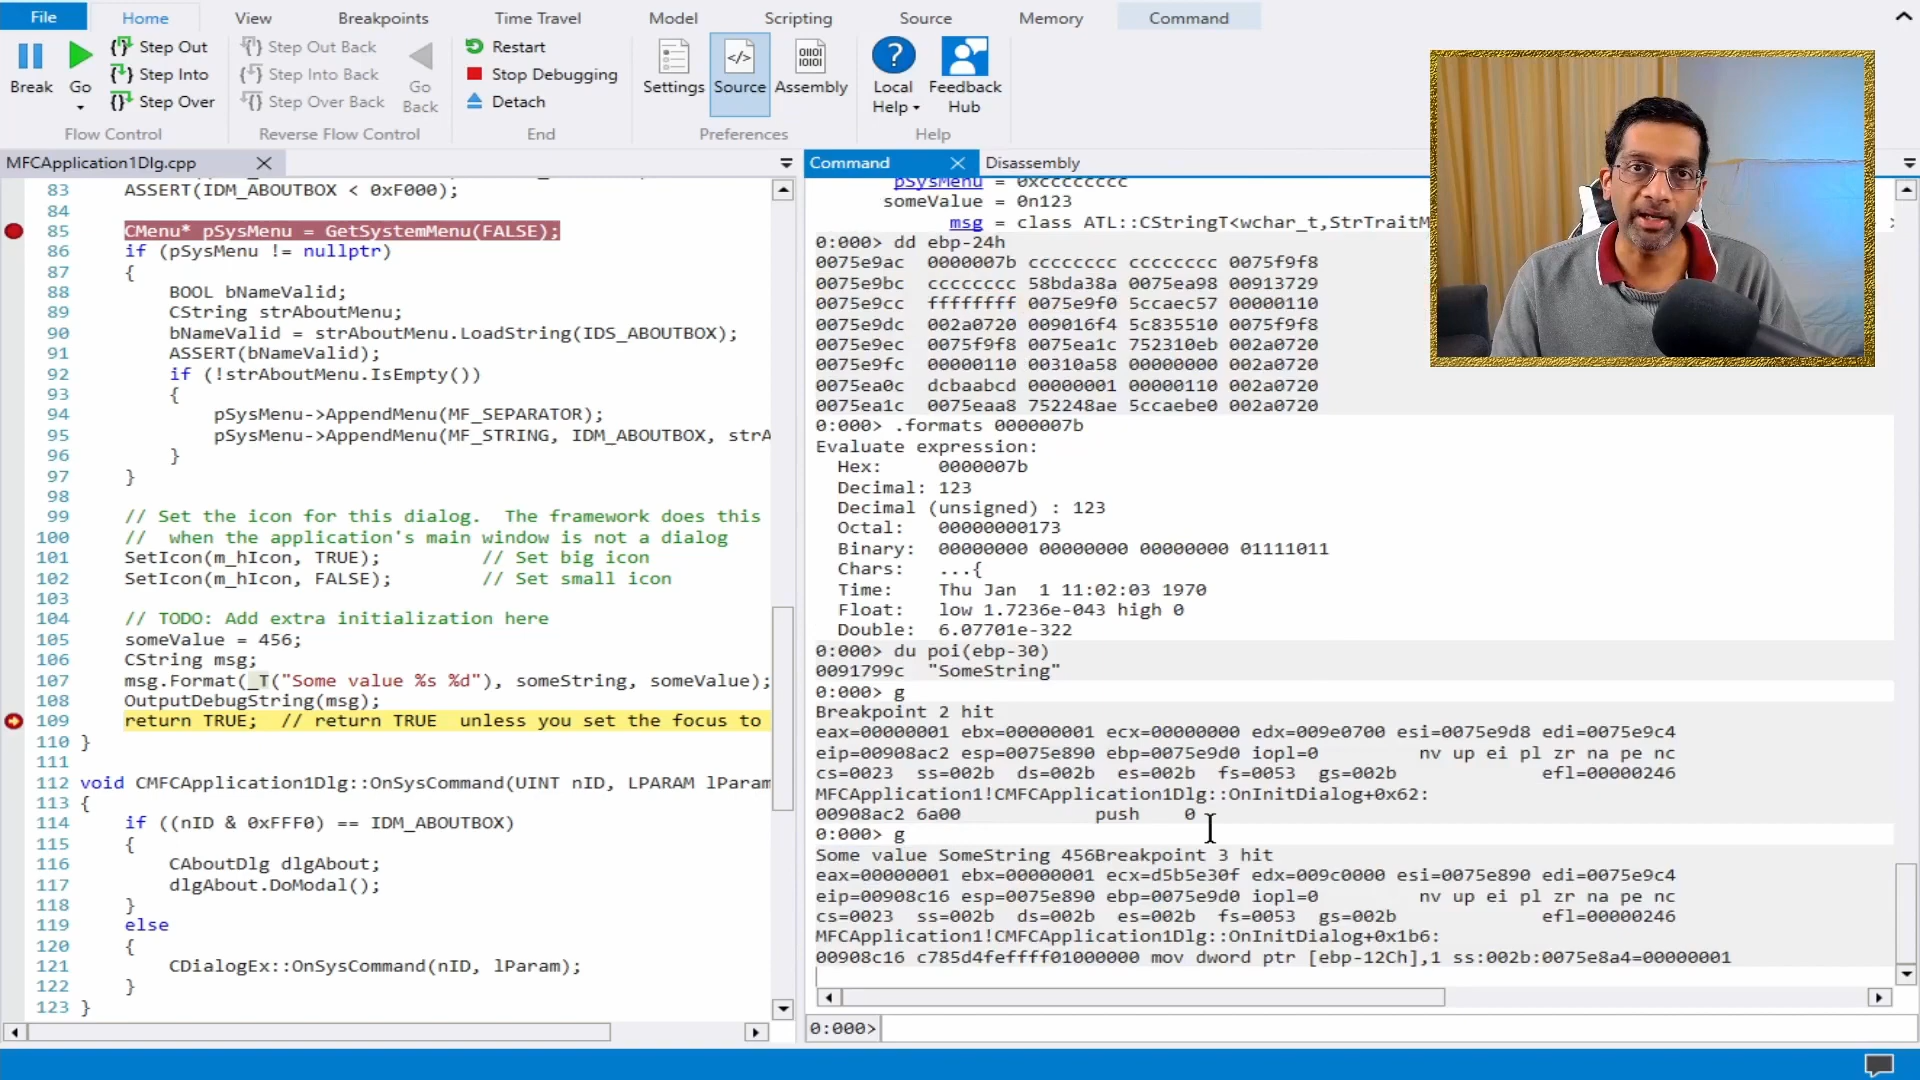 File Home View Breakpoints Time Travel Model Scripting Source Memory Command
Break
Go
Step Out
Step Into
Step Over
Flow Control
Step Out Back
Step Into Back
Step Over Back
Go
Back
Reverse Flow Control
Restart
Stop Debugging
Detach
End
Settings
Source
Assembly
Preferences
Local
Help
Feedback
Hub
Help
MFCApplication1Dlg.cpp
83 ASSERT(IDM_ABOUTBOX < 0xF000);
84
85 CMenu* pSysMenu = GetSystemMenu(FALSE);
86 if (pSysMenu != nullptr)
87 {
88 BOOL bNameValid;
89 CString strAboutMenu;
90 bNameValid = strAboutMenu.LoadString(IDS_ABOUTBOX);
91 ASSERT(bNameValid);
92 if (!strAboutMenu.IsEmpty())
93 {
94 pSysMenu->AppendMenu(MF_SEPARATOR);
95 pSysMenu->AppendMenu(MF_STRING, IDM_ABOUTBOX, strA
96 }
97 }
98
99 // Set the icon for this dialog.  The framework does this
100 //  when the application's main window is not a dialog
101 SetIcon(m_hIcon, TRUE); // Set big icon
102 SetIcon(m_hIcon, FALSE); // Set small icon
103
104 // TODO: Add extra initialization here
105 someValue = 456;
106 CString msg;
107 msg.Format(_T("Some value %s %d"), someString, someValue);
108 OutputDebugString(msg);
109 return TRUE;  // return TRUE  unless you set the focus to
110 }
111
112 void CMFCApplication1Dlg::OnSysCommand(UINT nID, LPARAM lParam
113 {
114 if ((nID & 0xFFF0) == IDM_ABOUTBOX)
115 {
116 CAboutDlg dlgAbout;
117 dlgAbout.DoModal();
118 }
119 else
120 {
121 CDialogEx::OnSysCommand(nID, lParam);
122 }
123 }
Command Disassembly
pSysMenu = 0xcccccccc
someValue = 0n123
msg = class ATL::CStringT<wchar_t,StrTraitM
0:000> dd ebp-24h
0075e9ac  0000007b cccccccc cccccccc 0075f9f8
0075e9bc  cccccccc 58bda38a 0075ea98 00913729
0075e9cc  ffffffff 0075e9f0 5ccaec57 00000110
0075e9dc  002a0720 009016f4 5c835510 0075f9f8
0075e9ec  0075f9f8 0075ea1c 752310eb 002a0720
0075e9fc  00000110 00310a58 00000000 002a0720
0075ea0c  dcbaabcd 00000001 00000110 002a0720
0075ea1c  0075eaa8 752248ae 5ccaebe0 002a0720
0:000> .formats 0000007b
Evaluate expression:
Hex: 0000007b
Decimal: 123
Decimal (unsigned) : 123
Octal: 00000000173
Binary: 00000000 00000000 00000000 01111011
Chars: ...{
Time: Thu Jan  1 11:02:03 1970
Float: low 1.7236e-043 high 0
Double: 6.07701e-322
0:000> du poi(ebp-30)
0091799c  "SomeString"
0:000> g
Breakpoint 2 hit
eax=00000001 ebx=00000001 ecx=00000000 edx=009e0700 esi=0075e9d8 edi=0075e9c4
eip=00908ac2 esp=0075e890 ebp=0075e9d0 iopl=0 nv up ei pl zr na pe nc
cs=0023  ss=002b  ds=002b  es=002b  fs=0053  gs=002b efl=00000246
MFCApplication1!CMFCApplication1Dlg::OnInitDialog+0x62:
00908ac2 6a00 push 0
0:000> g
Some value SomeString 456Breakpoint 3 hit
eax=00000001 ebx=00000001 ecx=d5b5e30f edx=009c0000 esi=0075e890 edi=0075e9c4
eip=00908c16 esp=0075e890 ebp=0075e9d0 iopl=0 nv up ei pl zr na pe nc
cs=0023  ss=002b  ds=002b  es=002b  fs=0053  gs=002b efl=00000246
MFCApplication1!CMFCApplication1Dlg::OnInitDialog+0x1b6:
00908c16 c785d4feffff01000000 mov dword ptr [ebp-12Ch],1 ss:002b:0075e8a4=00000001
0:000>